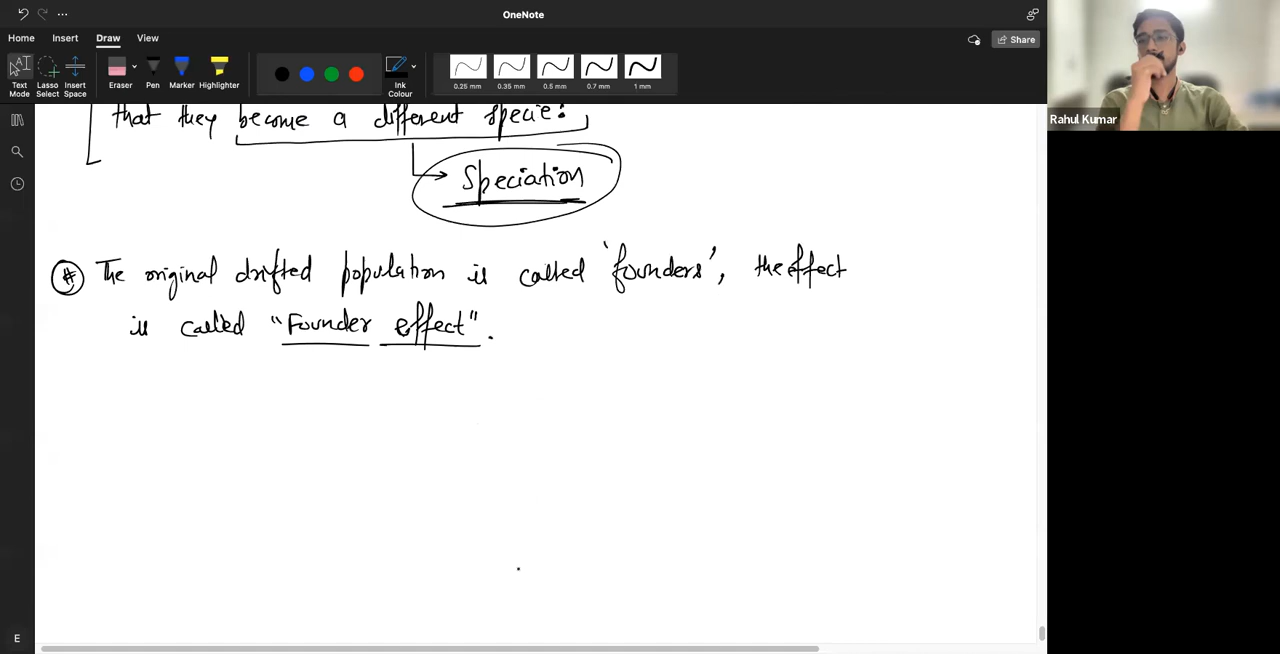 OneNote
Home Insert Draw View
Share
Text Mode Lasso Select Insert Space Eraser Pen Marker Highlighter Ink Colour 0.25 mm 0.35 mm 0.5 mm 0.7 mm 1 mm
Rahul Kumar
that they become a different specie.
Speciation
# The original drifted population is called 'founders', the effect
is called "Founder effect".
E